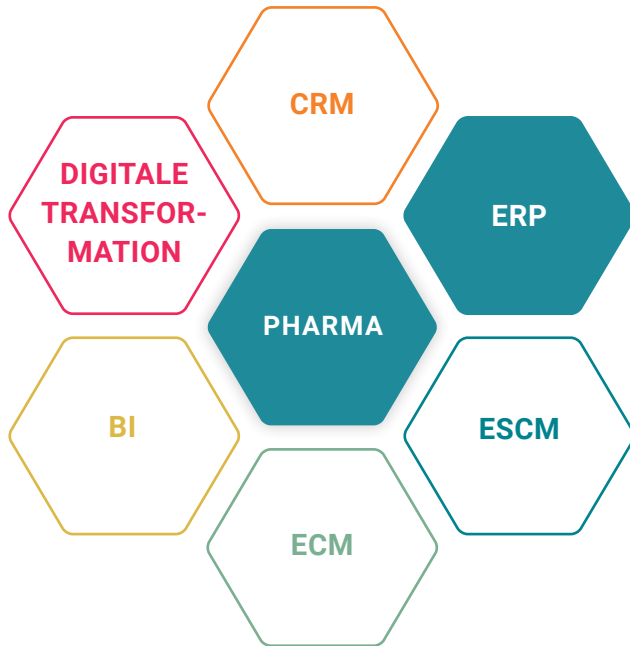 CRM
DIGITALE
TRANSFOR-
MATION
ERP
PHARMA
BI
ESCM
ECM